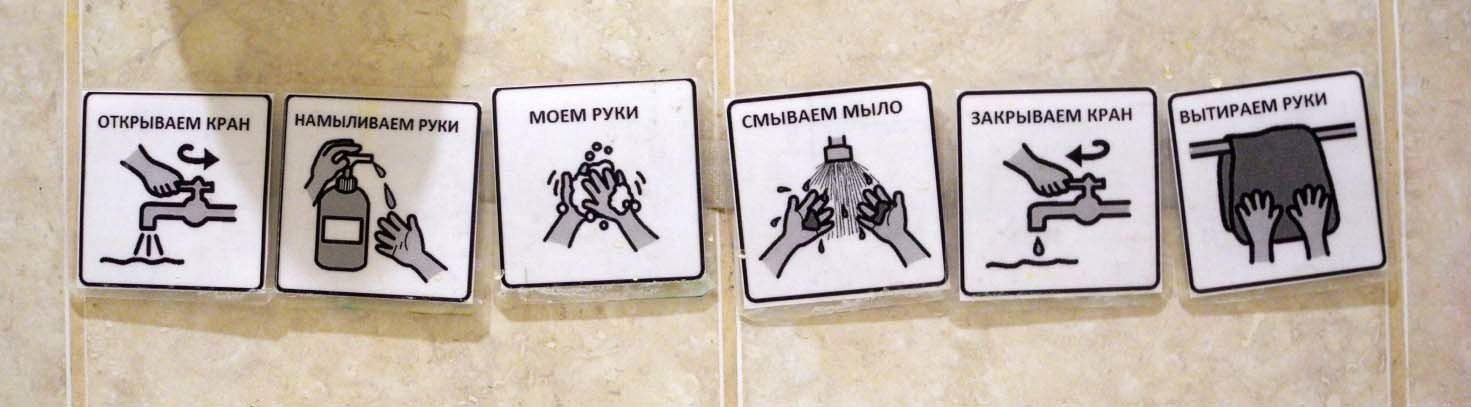 ОТКРЫВАЕМ КРАН
НАМЫЛИВАЕМ РУКИ
МОЕМ РУКИ
СМЫВАЕМ МЫЛО
ЗАКРЫВАЕМ КРАН
ВЫТИРАЕМ РУКИ